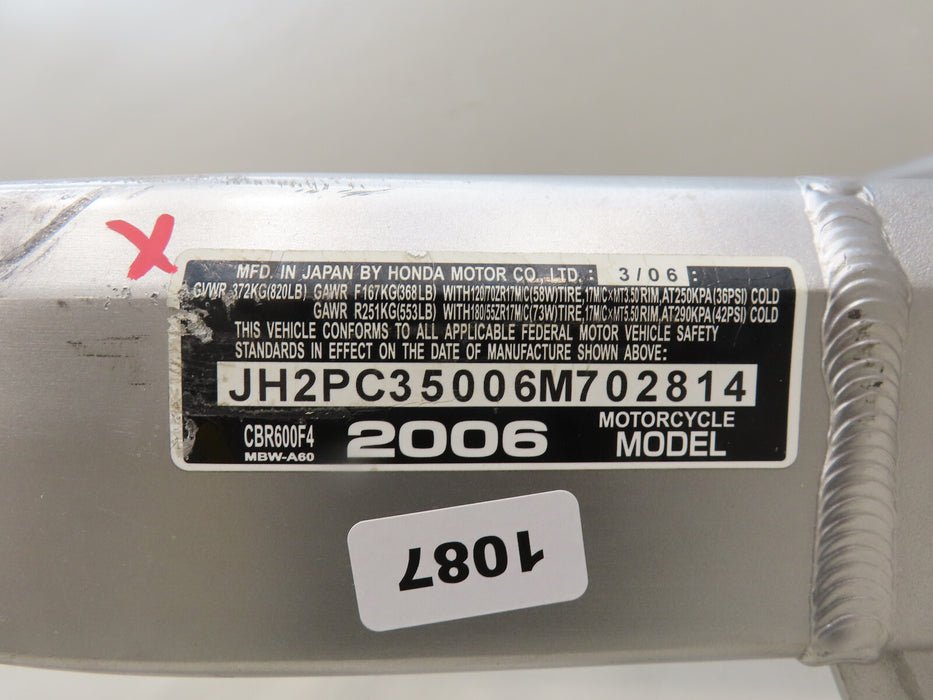 MFD. IN JAPAN BY HONDA MOTOR CO., LTD. : 3/06 :
GVWR 372KG(820LB) GAWR F167KG(368LB) WITH120/70ZR17M/C(58W)TIRE,17M/C×MT3.50 RIM,AT250KPA(36PSI) COLD
GAWR R251KG(553LB) WITH180/55ZR17M/C(73W)TIRE,17M/C×MT5.50 RIM,AT290KPA(42PSI) COLD
THIS VEHICLE CONFORMS TO ALL APPLICABLE FEDERAL MOTOR VEHICLE SAFETY
STANDARDS IN EFFECT ON THE DATE OF MANUFACTURE SHOWN ABOVE:
JH2PC35006M702814
CBR600F4 2006 MOTORCYCLE
MBW-A60 MODEL
1087